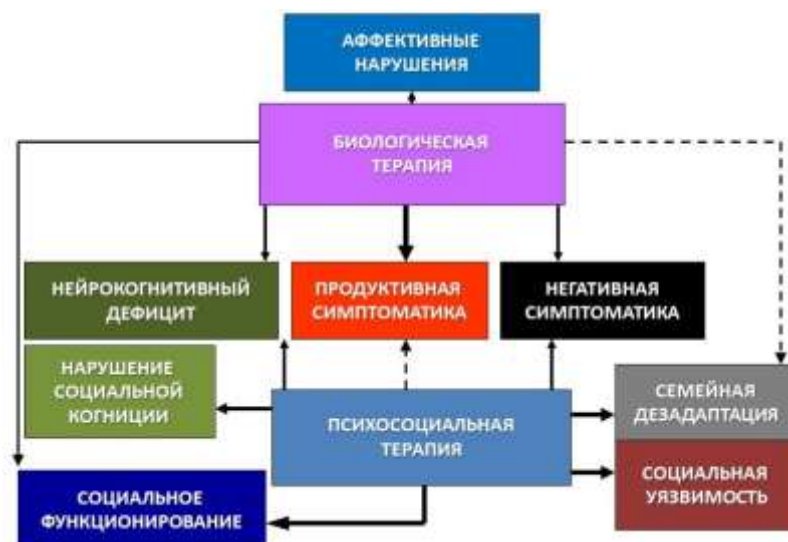 АФФЕКТИВНЫЕ
НАРУШЕНИЯ
БИОЛОГИЧЕСКАЯ
ТЕРАПИЯ
НЕЙРОКОГНИТИВНЫЙ
ДЕФИЦИТ
ПРОДУКТИВНАЯ
СИМПТОМАТИКА
НЕГАТИВНАЯ
СИМПТОМАТИКА
НАРУШЕНИЕ
СОЦИАЛЬНОЙ
КОГНИЦИИ
ПСИХОСОЦИАЛЬНАЯ
ТЕРАПИЯ
СЕМЕЙНАЯ
ДЕЗАДАПТАЦИЯ
СОЦИАЛЬНАЯ
УЯЗВИМОСТЬ
СОЦИАЛЬНОЕ
ФУНКЦИОНИРОВАНИЕ